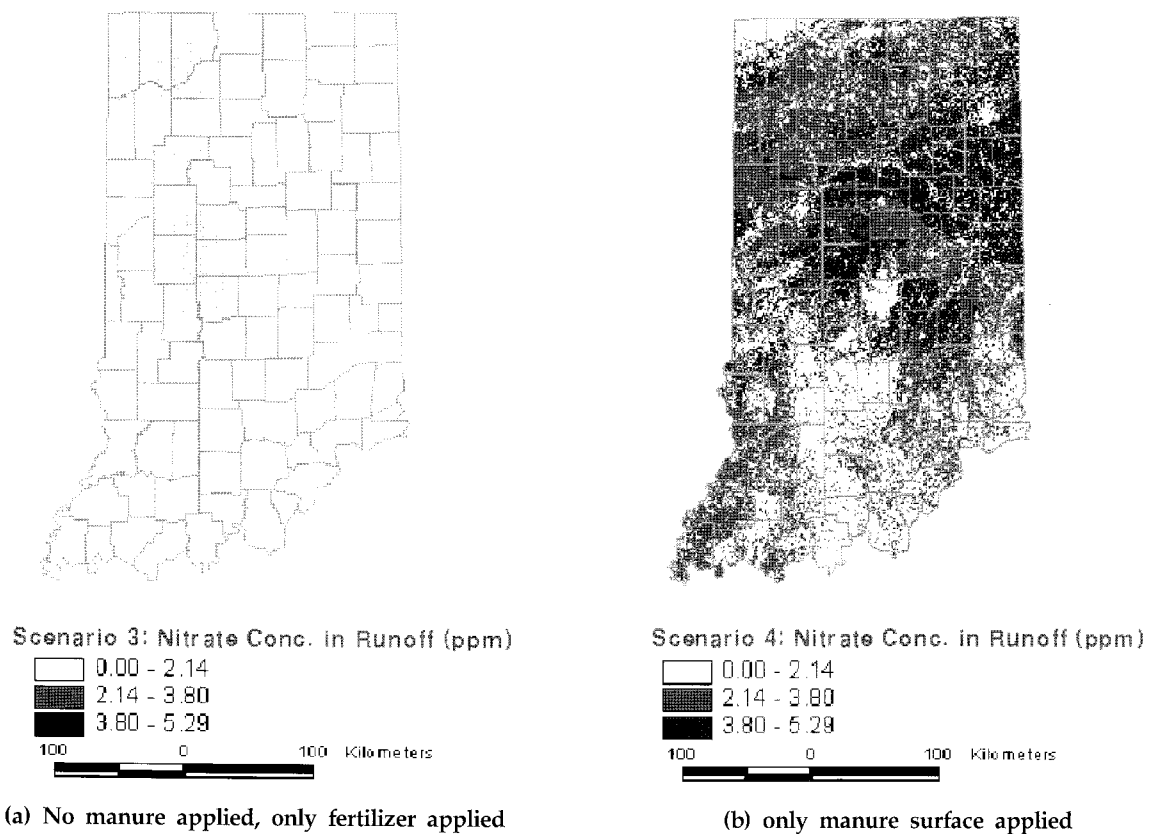 Scenario 3: Nitrate Conc. in Runoff (ppm)
0.00 - 2.14
2.14 - 3.80
3.80 - 5.29
100 0 100 Kilometers
(a) No manure applied, only fertilizer applied
Scenario 4: Nitrate Conc. in Runoff (ppm)
0.00 - 2.14
2.14 - 3.80
3.80 - 5.29
100 0 100 Kilometers
(b) only manure surface applied